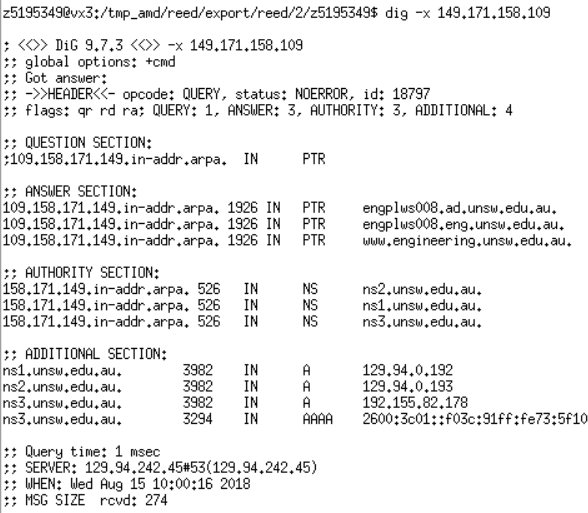 z5195349@vx3:/tmp_amd/reed/export/reed/2/z5195349$ dig -x 149.171.158.109
; <<>> DiG 9.7.3 <<>> -x 149.171.158.109
;; global options: +cmd
;; Got answer:
;; ->>HEADER<<- opcode: QUERY, status: NOERROR, id: 18797
;; flags: qr rd ra; QUERY: 1, ANSWER: 3, AUTHORITY: 3, ADDITIONAL: 4
;; QUESTION SECTION:
;109.158.171.149.in-addr.arpa. IN PTR
;; ANSWER SECTION:
109.158.171.149.in-addr.arpa. 1926 IN PTR engplws008.ad.unsw.edu.au.
109.158.171.149.in-addr.arpa. 1926 IN PTR engplws008.eng.unsw.edu.au.
109.158.171.149.in-addr.arpa. 1926 IN PTR www.engineering.unsw.edu.au.
;; AUTHORITY SECTION:
158.171.149.in-addr.arpa. 526 IN NS ns2.unsw.edu.au.
158.171.149.in-addr.arpa. 526 IN NS ns1.unsw.edu.au.
158.171.149.in-addr.arpa. 526 IN NS ns3.unsw.edu.au.
;; ADDITIONAL SECTION:
ns1.unsw.edu.au. 3982 IN A 129.94.0.192
ns2.unsw.edu.au. 3982 IN A 129.94.0.193
ns3.unsw.edu.au. 3982 IN A 192.155.82.178
ns3.unsw.edu.au. 3294 IN AAAA 2600:3c01::f03c:91ff:fe73:5f10
;; Query time: 1 msec
;; SERVER: 129.94.242.45#53(129.94.242.45)
;; WHEN: Wed Aug 15 10:00:16 2018
;; MSG SIZE rcvd: 274